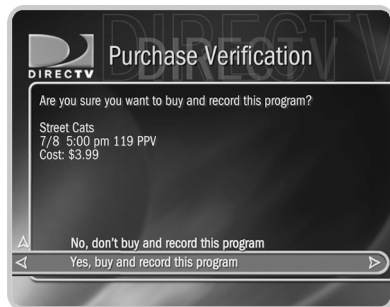 DIRECTV
DIRECTV
Purchase Verification
Are you sure you want to buy and record this program?
Street Cats
7/8 5:00 pm 119 PPV
Cost: $3.99
No, don't buy and record this program
Yes, buy and record this program